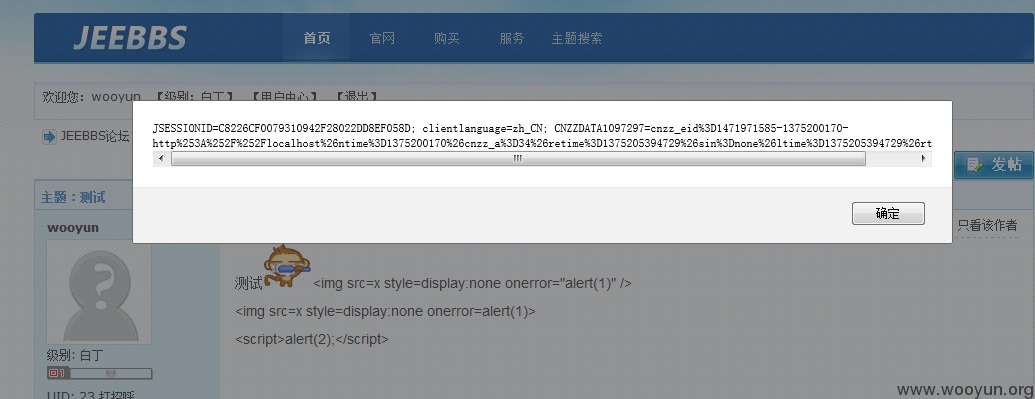 JEEBBS 首页 官网 购买 服务 主题搜索
欢迎您：wooyun 【级别：白丁】 【用户中心】 【退出】
JEEBBS论坛
JSESSIONID=C8226CF0079310942F28022DD8EF058D; clientlanguage=zh_CN; CNZZDATA1097297=cnzz_eid%3D1471971585-1375200170-
http%253A%252F%252Flocalhost%26ntime%3D1375200170%26cnzz_a%3D34%26retime%3D1375205394729%26sin%3Dnone%26ltime%3D1375205394729%26rt
发帖
确定
主题：测试
只看该作者
wooyun
测试 <img src=x style=display:none onerror="alert(1)" />
<img src=x style=display:none onerror=alert(1)>
<script>alert(2);</script>
级别：白丁
回1
UID: 23 打招呼
www.wooyun.org